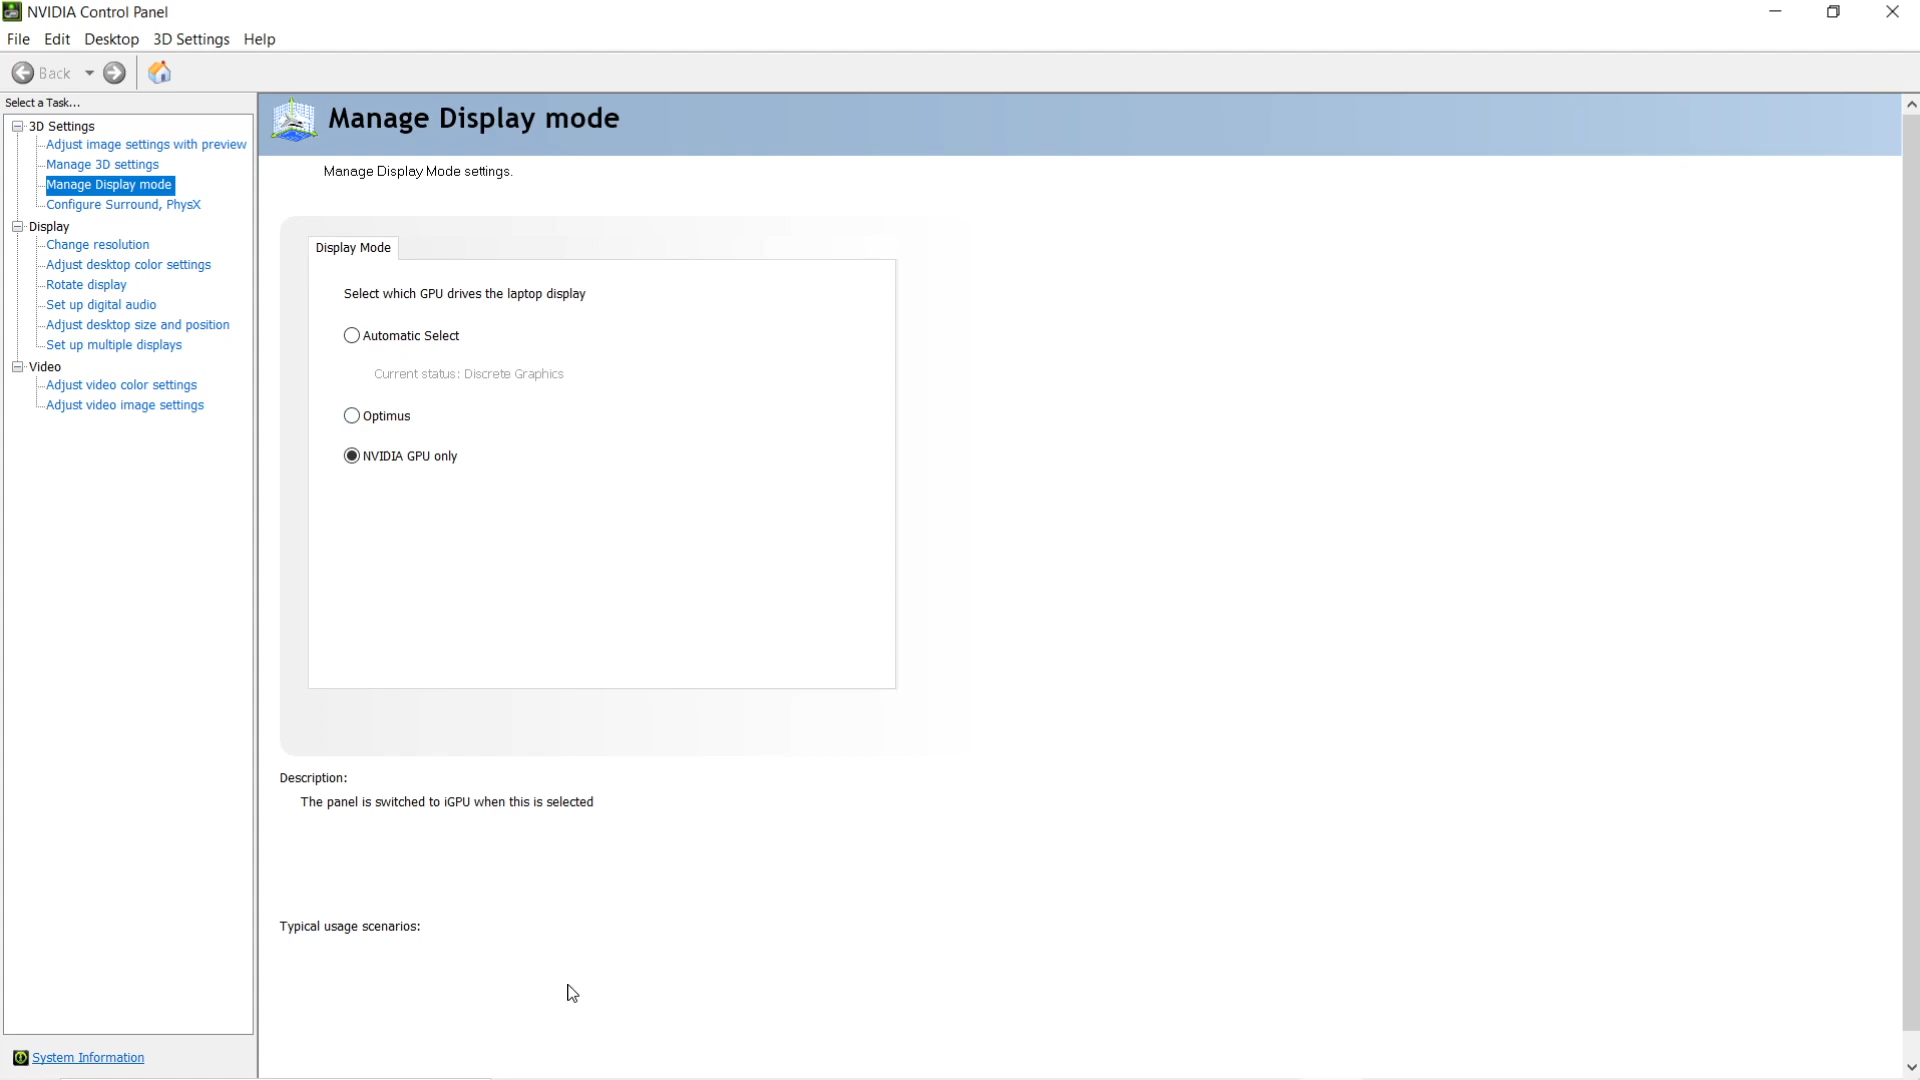 NVIDIA Control Panel
File Edit Desktop 3D Settings Help
Back
Select a Task...
3D Settings
Adjust image settings with preview
Manage 3D settings
Manage Display mode
Configure Surround, PhysX
Display
Change resolution
Adjust desktop color settings
Rotate display
Set up digital audio
Adjust desktop size and position
Set up multiple displays
Video
Adjust video color settings
Adjust video image settings
System Information
Manage Display mode
Manage Display Mode settings.
Display Mode
Select which GPU drives the laptop display
Automatic Select
Current status: Discrete Graphics
Optimus
NVIDIA GPU only
Description:
The panel is switched to iGPU when this is selected
Typical usage scenarios: